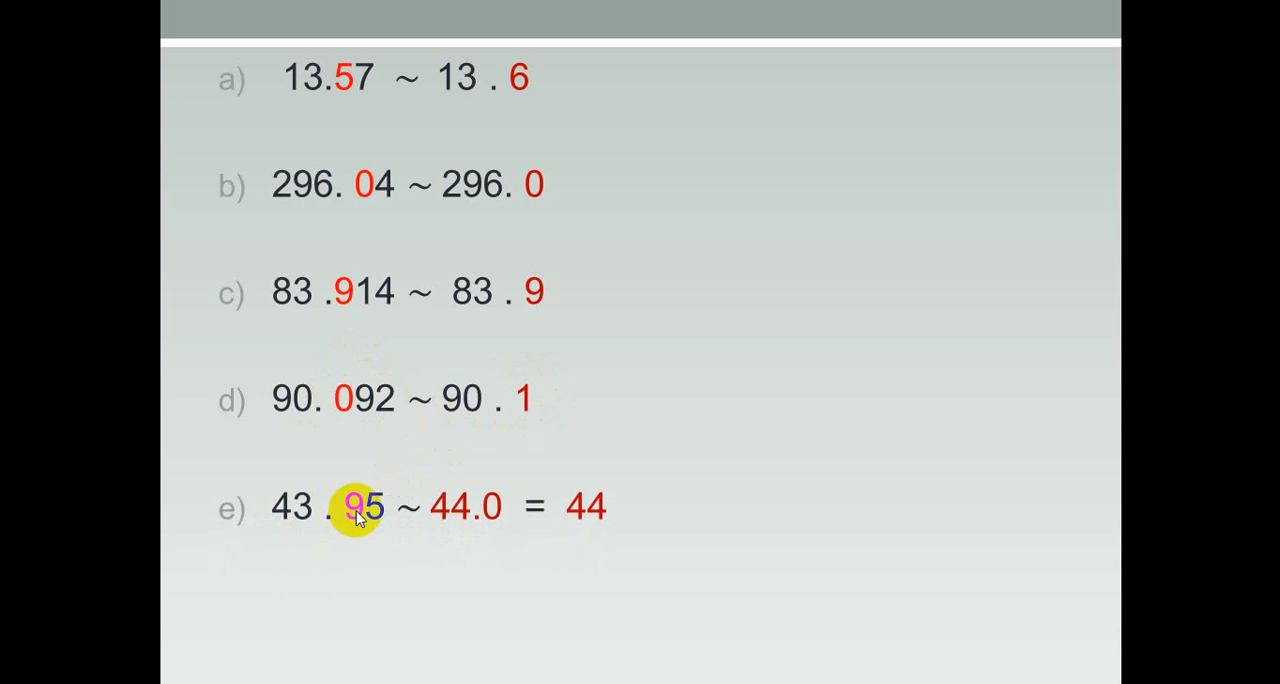 a) 13.57 ~ 13 . 6
b) 296. 04 ~ 296. 0
c) 83 .914 ~ 83 . 9
d) 90. 092 ~ 90 . 1
e) 43 . 95 ~ 44.0 = 44